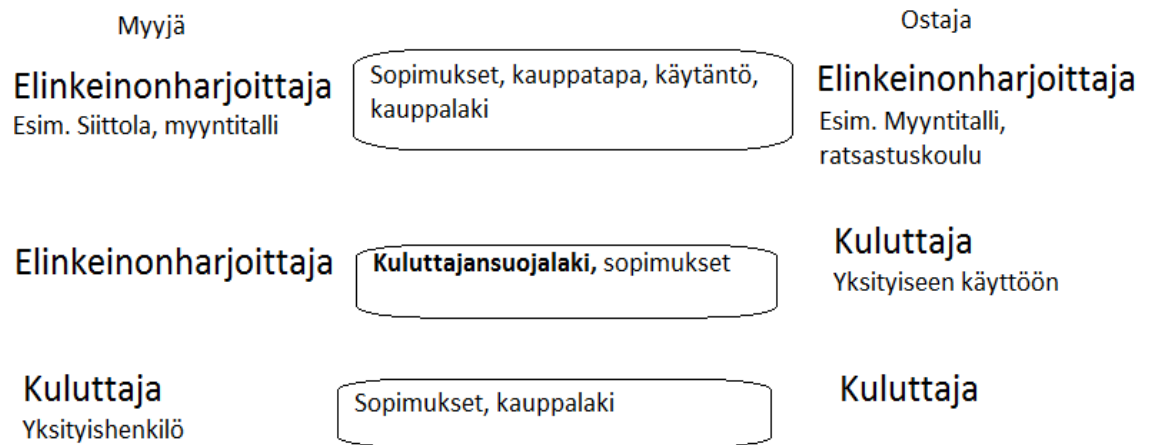 Myyjä
Ostaja
Elinkeinonharjoittaja
Esim. Siittola, myyntitalli
Sopimukset, kauppatapa, käytäntö,
kauppalaki
Elinkeinonharjoittaja
Esim. Myyntitalli,
ratsastuskoulu
Elinkeinonharjoittaja
Kuluttajansuojalaki, sopimukset
Kuluttaja
Yksityiseen käyttöön
Kuluttaja
Yksityishenkilö
Sopimukset, kauppalaki
Kuluttaja